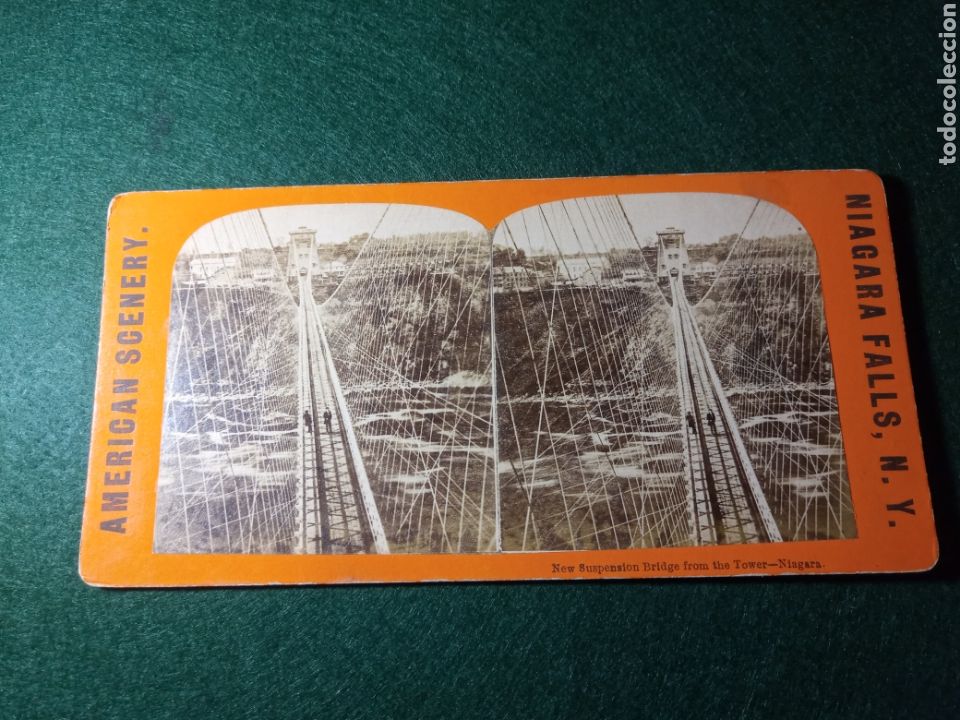 AMERICAN SCENERY.
NIAGARA FALLS, N. Y.
New Suspension Bridge from the Tower—Niagara.
todocoleccion